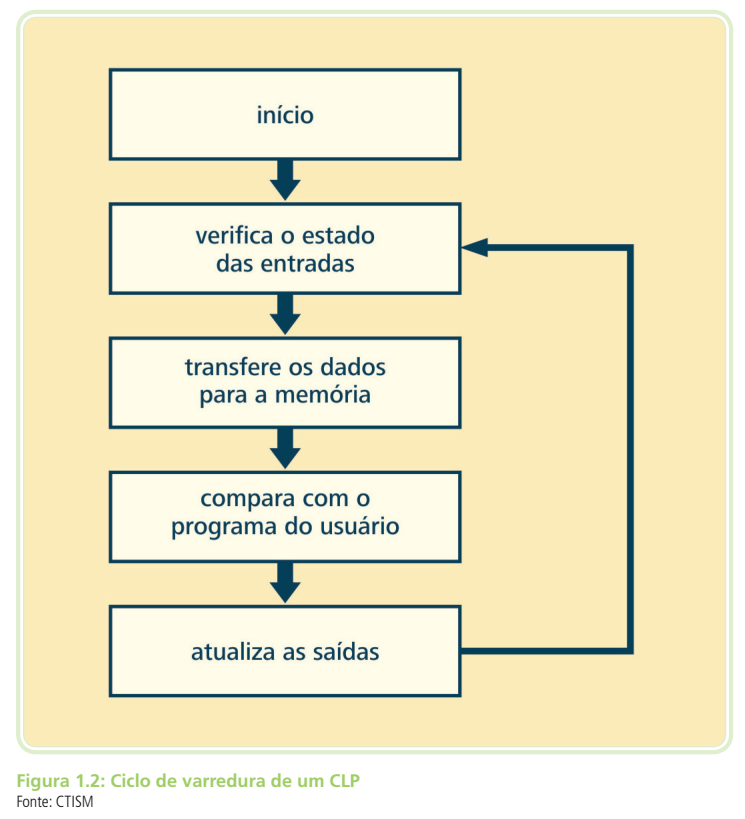 início
verifica o estado
das entradas
transfere os dados
para a memória
compara com o
programa do usuário
atualiza as saídas
Figura 1.2: Ciclo de varredura de um CLP
Fonte: CTISM